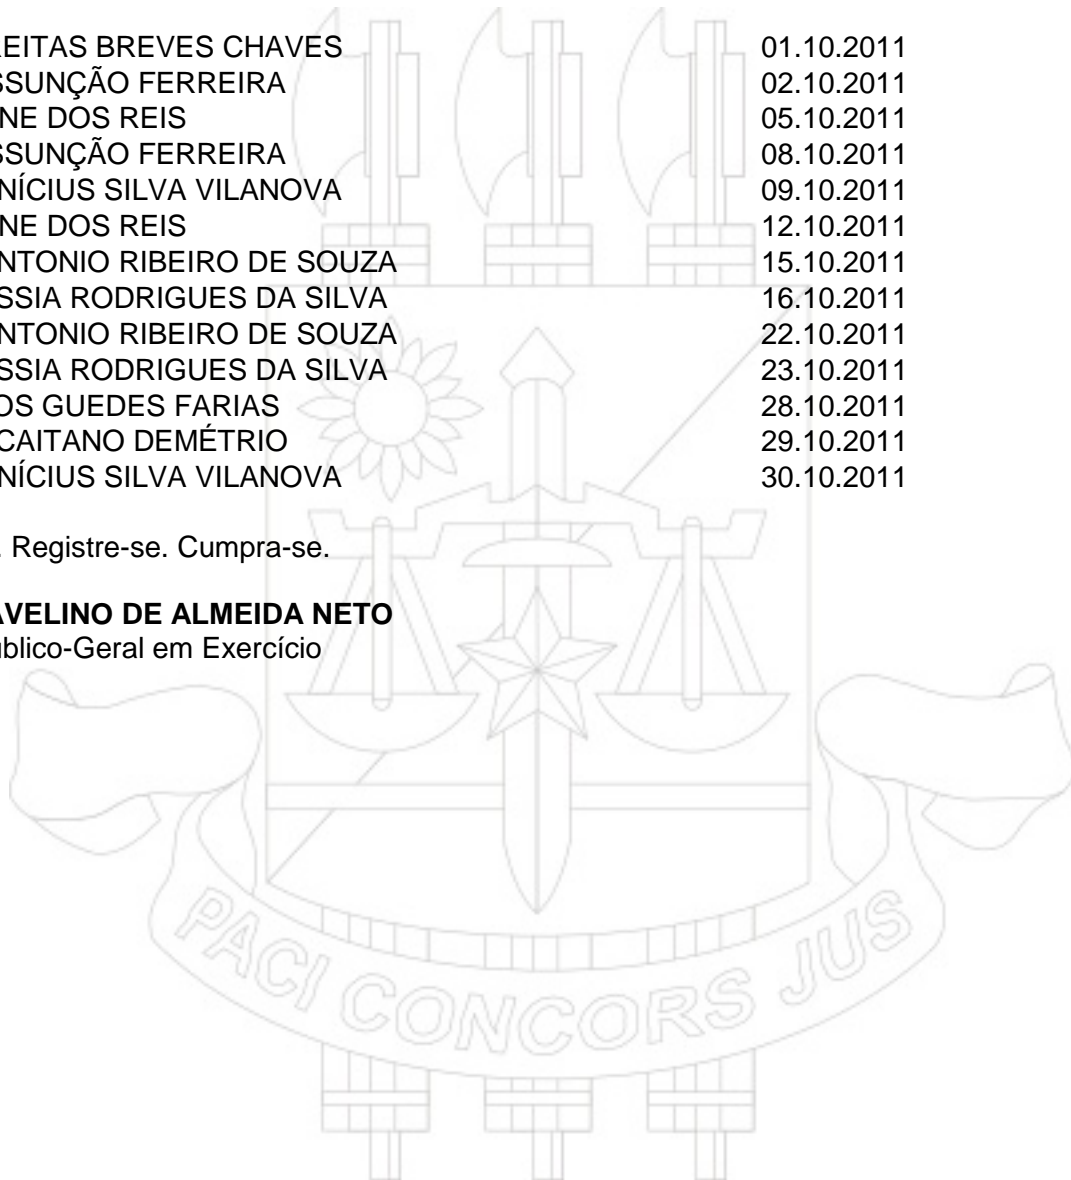 EITAS BREVES CHAVES 01.10.2011
SSUNÇÃO FERREIRA 02.10.2011
NE DOS REIS 05.10.2011
SSUNÇÃO FERREIRA 08.10.2011
NÍCIUS SILVA VILANOVA 09.10.2011
NE DOS REIS 12.10.2011
NTONIO RIBEIRO DE SOUZA 15.10.2011
SSIA RODRIGUES DA SILVA 16.10.2011
NTONIO RIBEIRO DE SOUZA 22.10.2011
SSIA RODRIGUES DA SILVA 23.10.2011
OS GUEDES FARIAS 28.10.2011
CAITANO DEMÉTRIO 29.10.2011
NÍCIUS SILVA VILANOVA 30.10.2011
. Registre-se. Cumpra-se.
AVELINO DE ALMEIDA NETO
úblico-Geral em Exercício
PACI CONCORS JUS